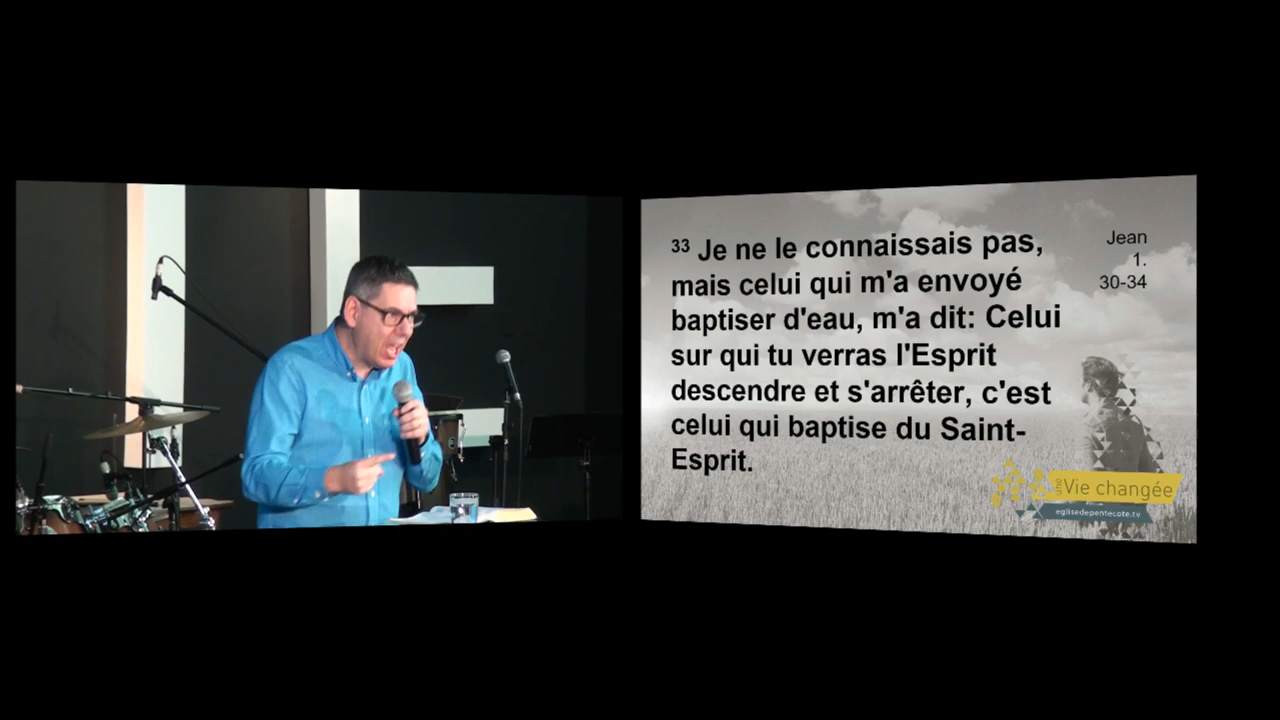 33 Je ne le connaissais pas,
mais celui qui m'a envoyé
baptiser d'eau, m'a dit: Celui
sur qui tu verras l'Esprit
descendre et s'arrêter, c'est
celui qui baptise du Saint-
Esprit.
Jean
1.
30-34
une Vie changée
eglisedepentecote.tv